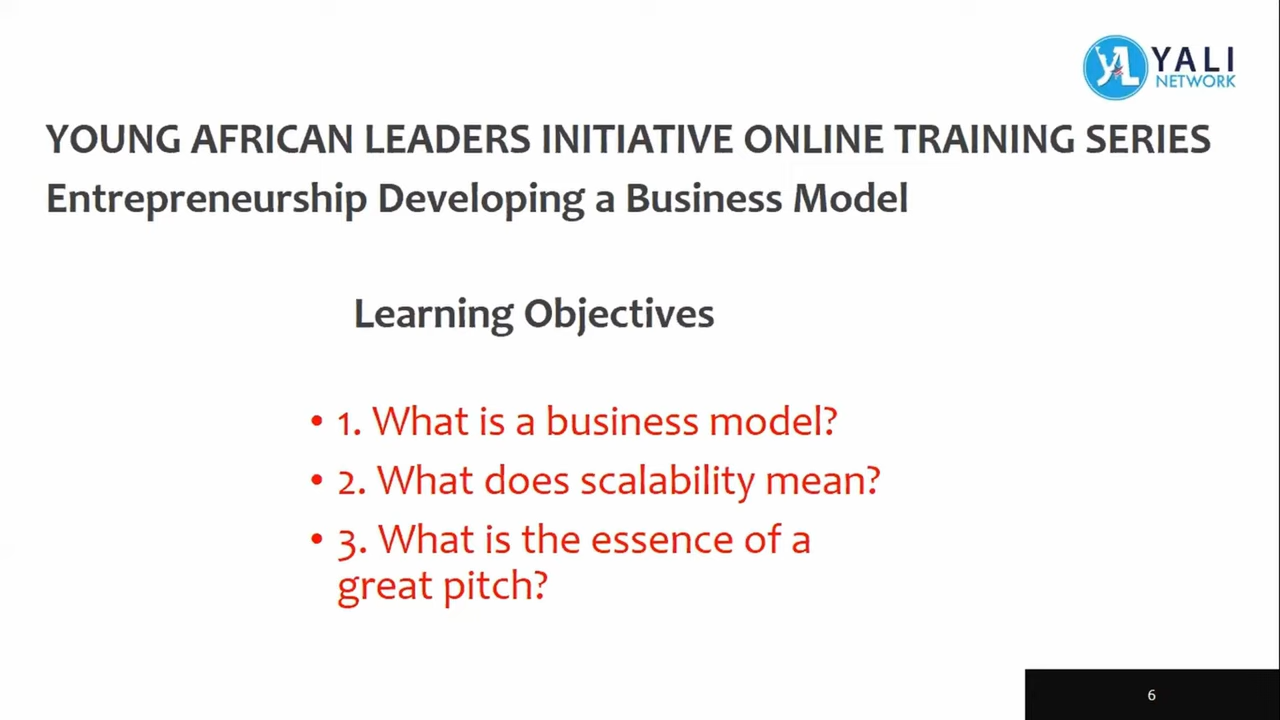 YALI
NETWORK
YOUNG AFRICAN LEADERS INITIATIVE ONLINE TRAINING SERIES
Entrepreneurship Developing a Business Model
Learning Objectives
• 1. What is a business model?
• 2. What does scalability mean?
• 3. What is the essence of a
great pitch?
6